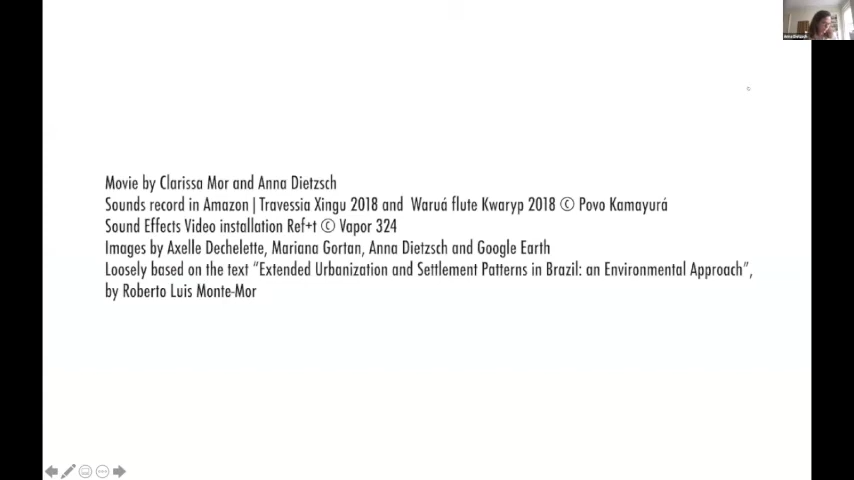 Movie by Clarissa Mor and Anna Dietzsch
Sounds record in Amazon | Travessia Xingu 2018 and Waruá flute Kwaryp 2018 © Povo Kamayurá
Sound Effects Video installation Ref+t © Vapor 324
Images by Axelle Dechelette, Mariana Gortan, Anna Dietzsch and Google Earth
Loosely based on the text “Extended Urbanization and Settlement Patterns in Brazil: an Environmental Approach”,
by Roberto Luis Monte-Mor